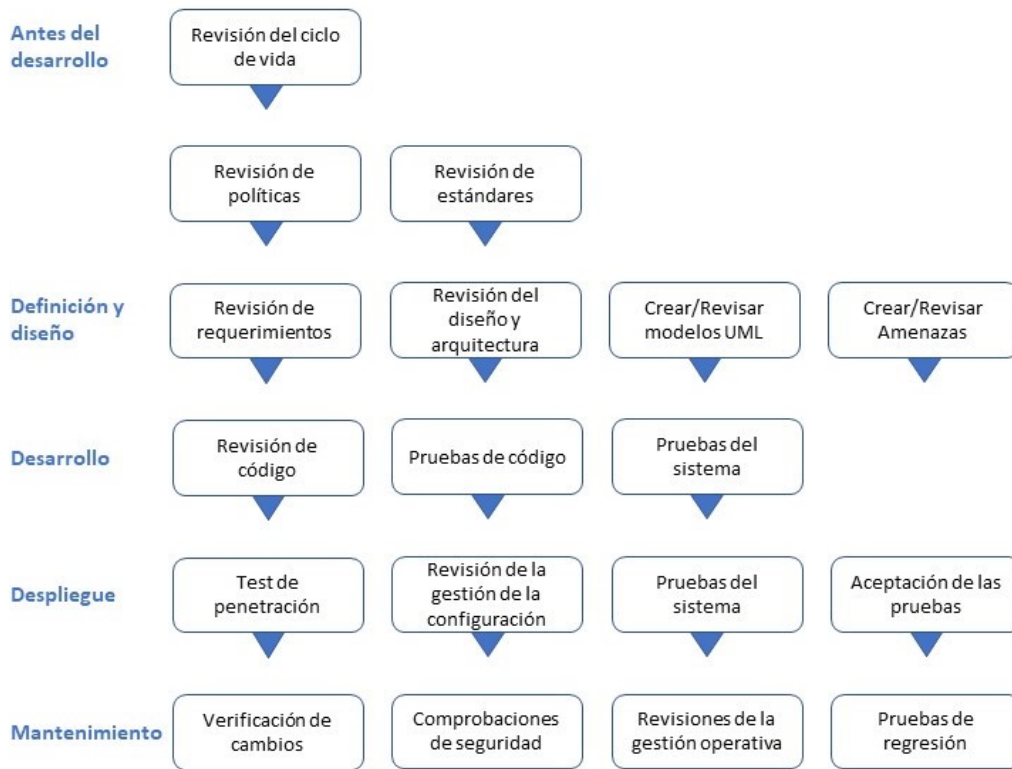 Antes del
desarrollo
Revisión del ciclo
de vida
Revisión de
políticas
Revisión de
estándares
Definición y
diseño
Revisión de
requerimientos
Revisión del
diseño y
arquitectura
Crear/Revisar
modelos UML
Crear/Revisar
Amenazas
Desarrollo
Revisión de
código
Pruebas de código
Pruebas del
sistema
Despliegue
Test de
penetración
Revisión de la
gestión de la
configuración
Pruebas del
sistema
Aceptación de las
pruebas
Mantenimiento
Verificación de
cambios
Comprobaciones
de seguridad
Revisiones de la
gestión operativa
Pruebas de
regresión